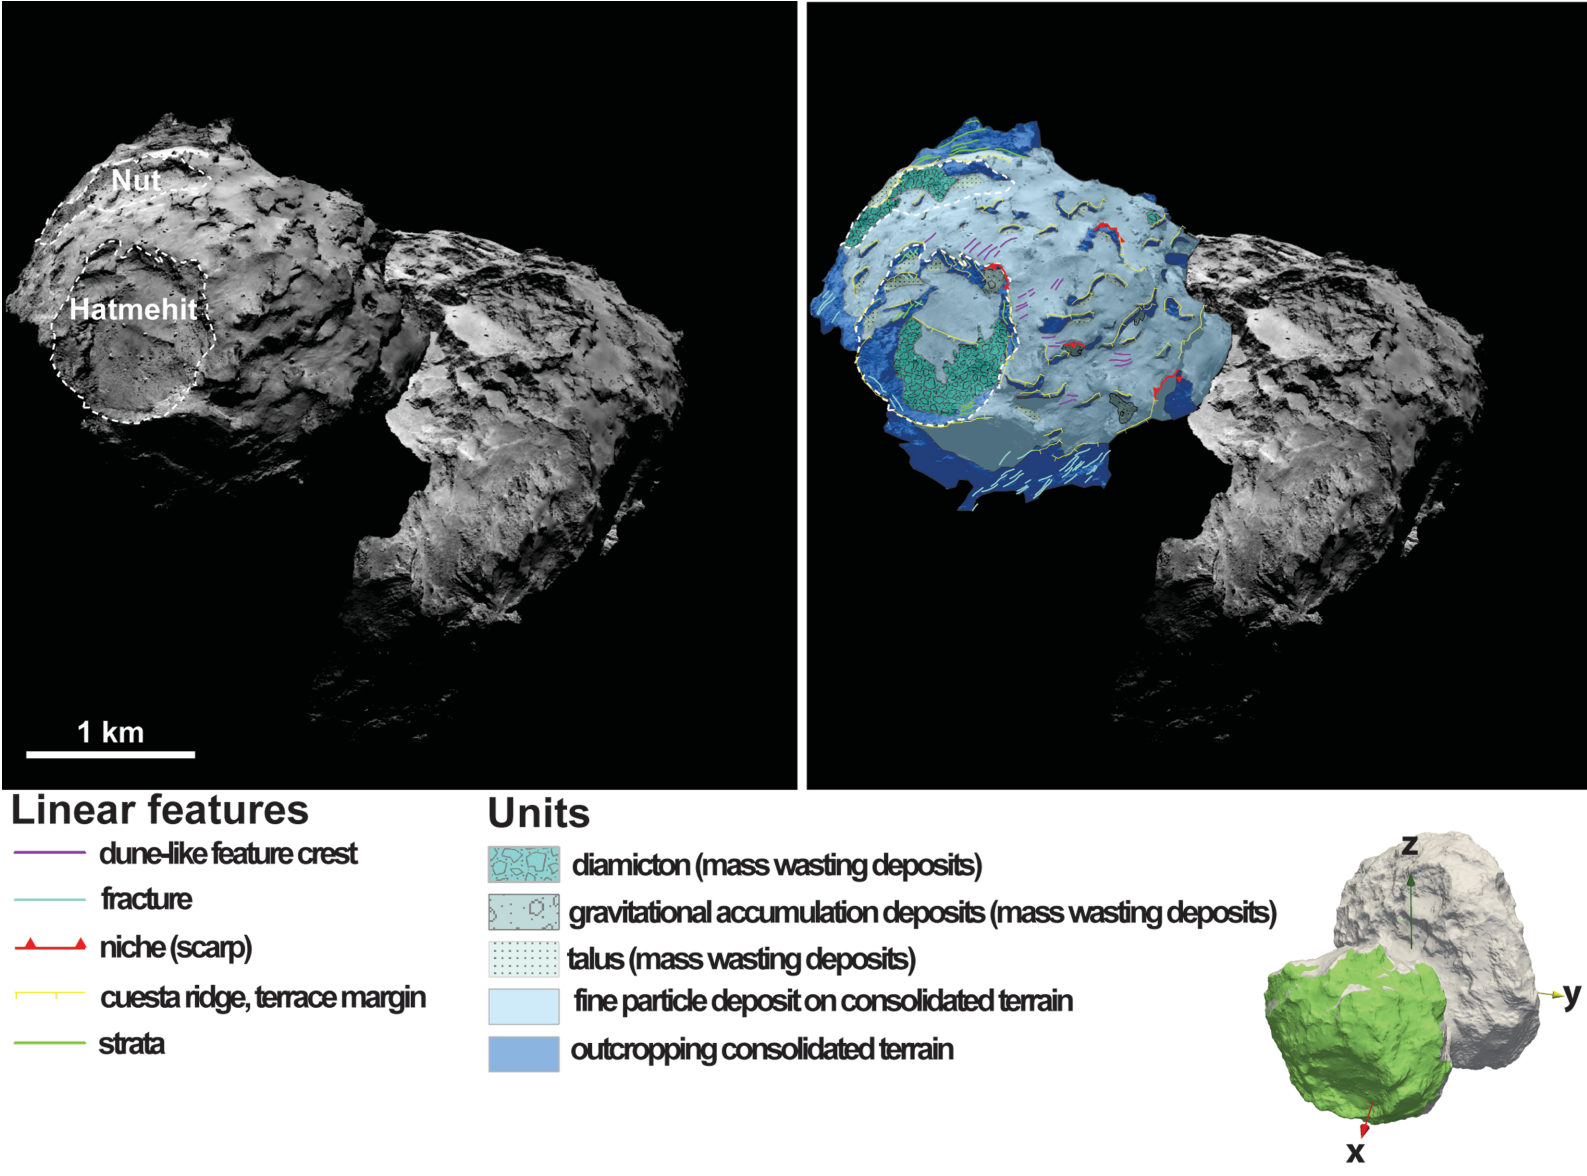 Nut
Hatmehit
1 km
Linear features
dune-like feature crest
fracture
niche (scarp)
cuesta ridge, terrace margin
strata
Units
diamicton (mass wasting deposits)
gravitational accumulation deposits (mass wasting deposits)
talus (mass wasting deposits)
fine particle deposit on consolidated terrain
outcropping consolidated terrain
z
y
x